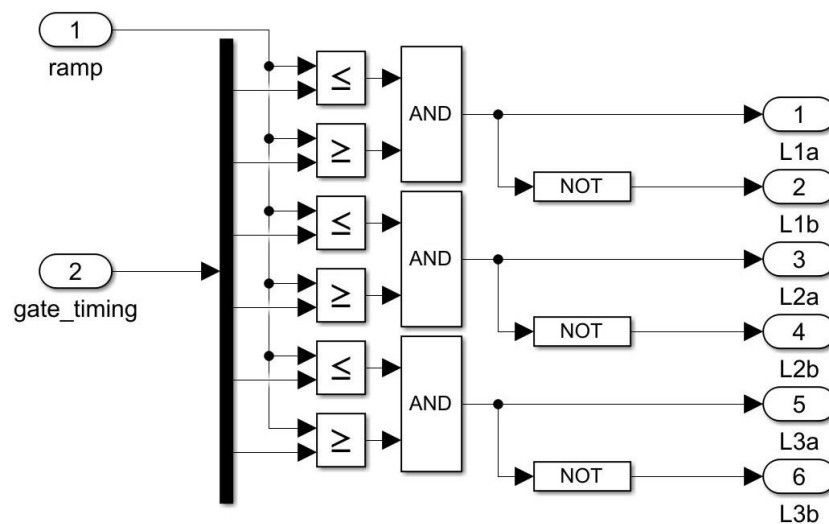 1
ramp
≤
AND
1
L1a
≥
NOT
2
L1b
≤
AND
3
L2a
2
gate_timing
≥
NOT
4
L2b
≤
AND
5
L3a
≥
NOT
6
L3b